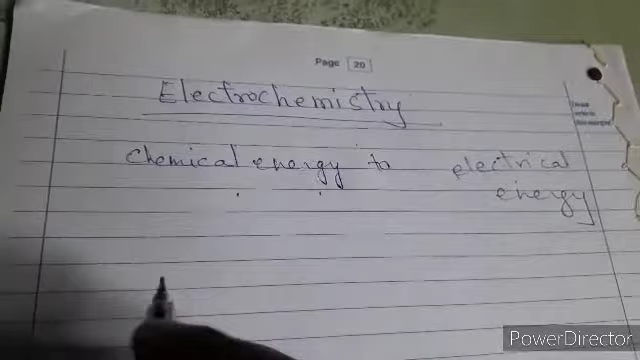 Page 20
Electrochemistry
chemical energy to electrical
energy
PowerDirector